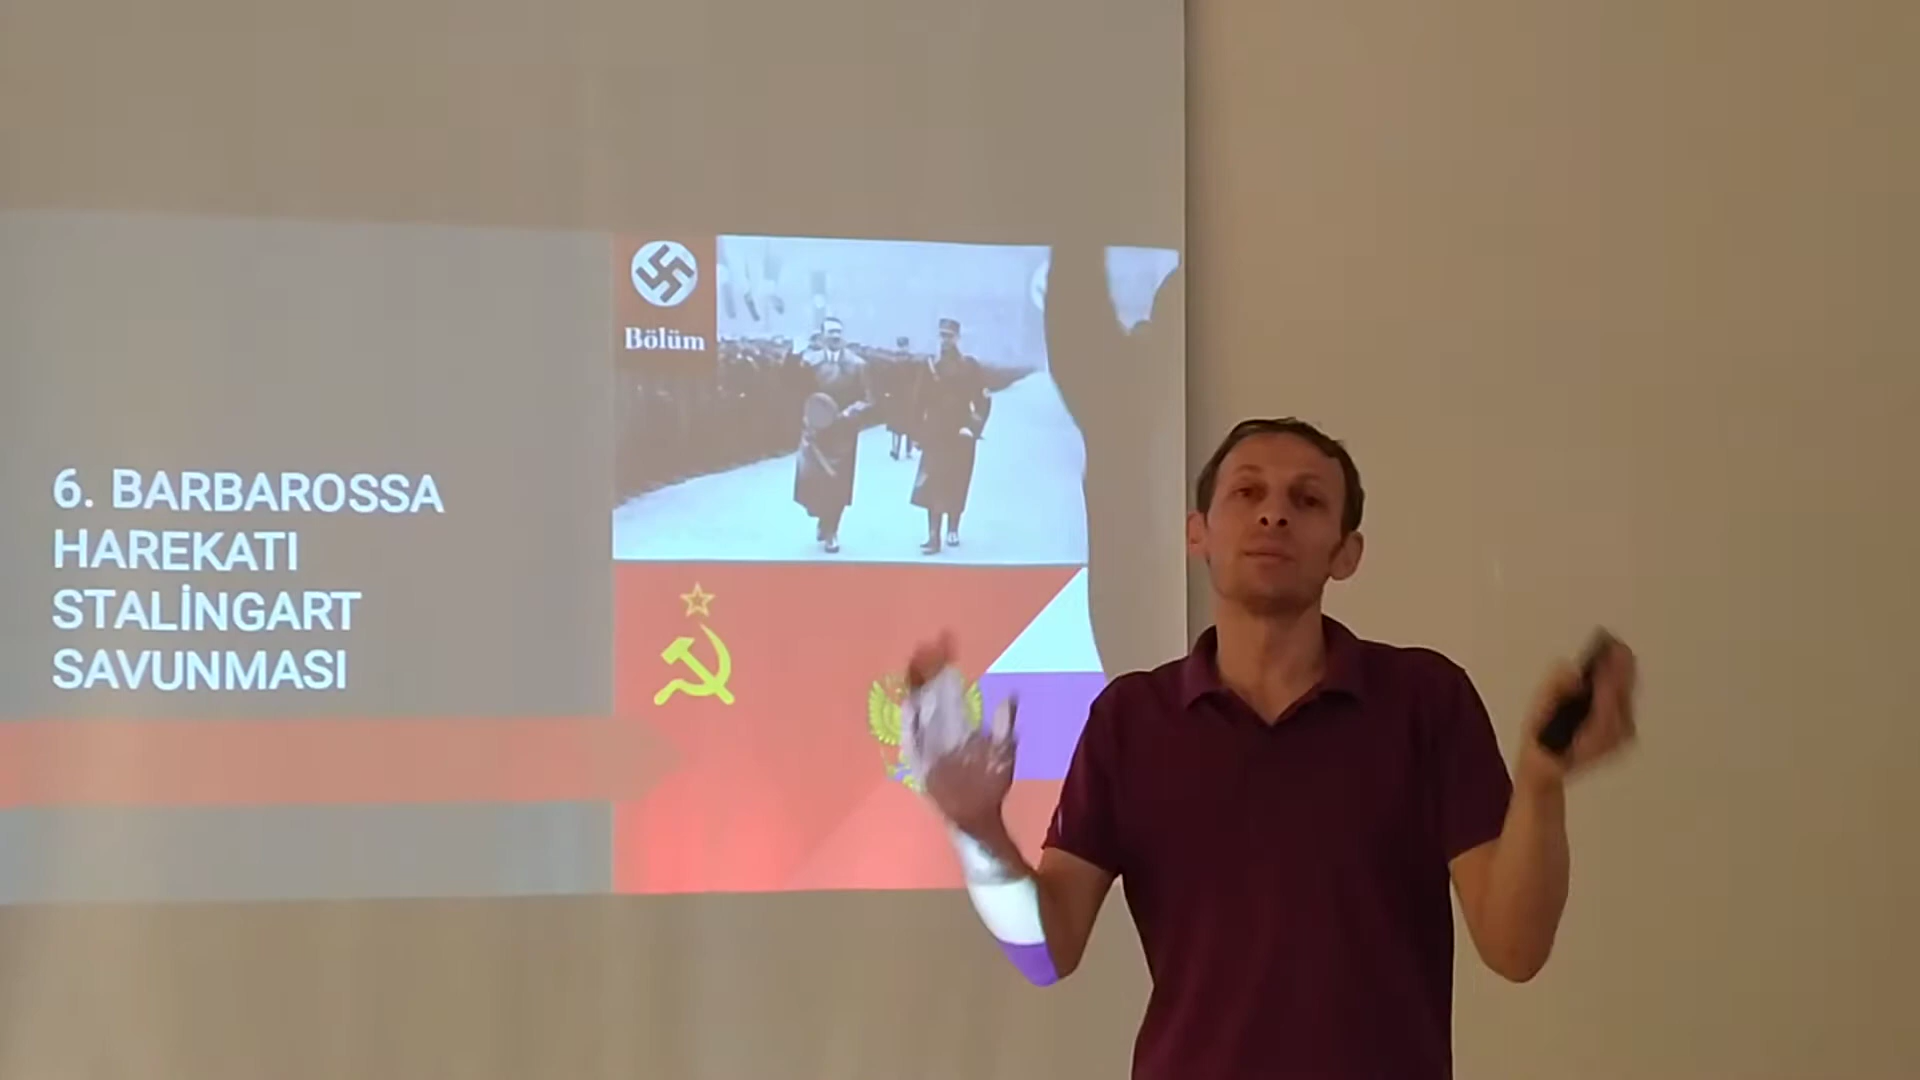 Bölüm
6. BARBAROSSA
HAREKATI
STALİNGART
SAVUNMASI